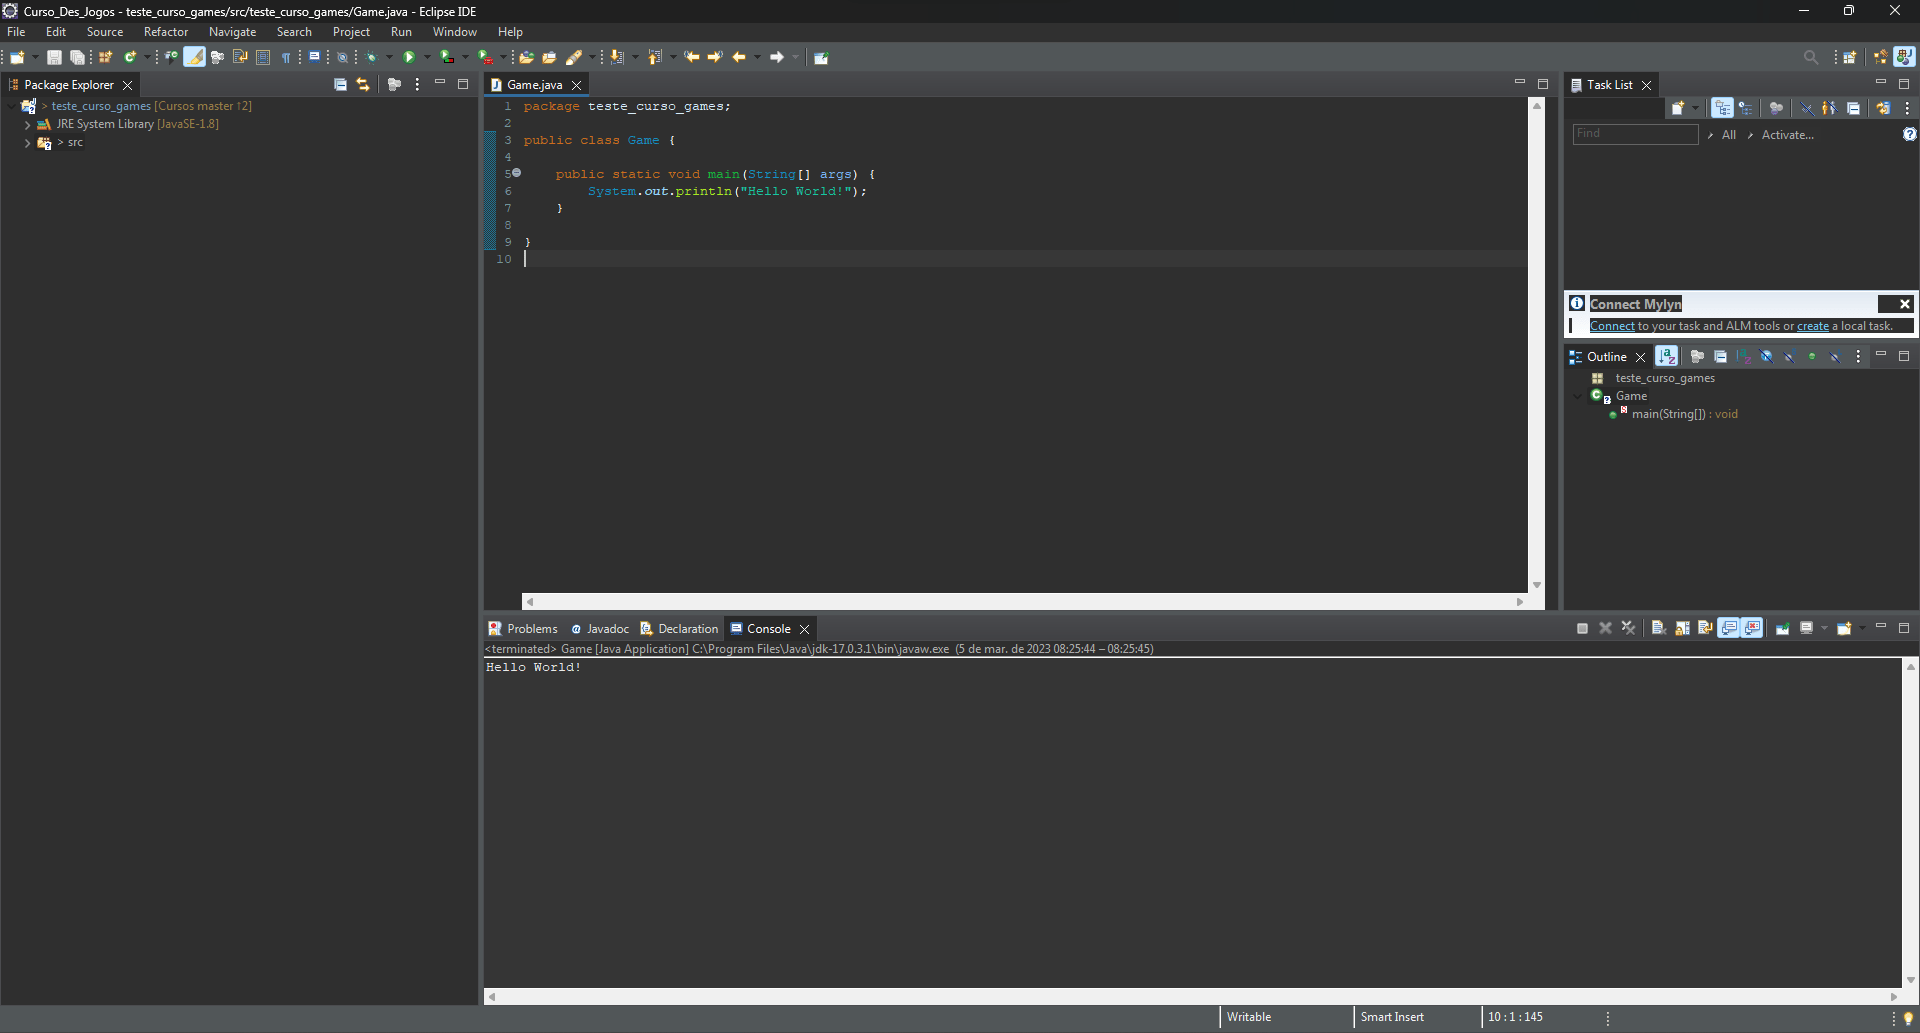 Curso_Des_Jogos - teste_curso_games/src/teste_curso_games/Game.java - Eclipse IDE
File Edit Source Refactor Navigate Search Project Run Window Help
Package Explorer
> teste_curso_games [Cursos master ↑2]
JRE System Library [JavaSE-1.8]
> src
Game.java
1 package teste_curso_games;
2
3 public class Game {
4
5 public static void main(String[] args) {
6 System.out.println("Hello World!");
7 }
8
9 }
10
Task List
Find All Activate...
Connect Mylyn
Connect to your task and ALM tools or create a local task.
Outline
teste_curso_games
Game
main(String[]) : void
Problems Javadoc Declaration Console
<terminated> Game [Java Application] C:\Program Files\Java\jdk-17.0.3.1\bin\javaw.exe (5 de mar. de 2023 08:25:44 – 08:25:45)
Hello World!
Writable Smart Insert 10 : 1 : 145